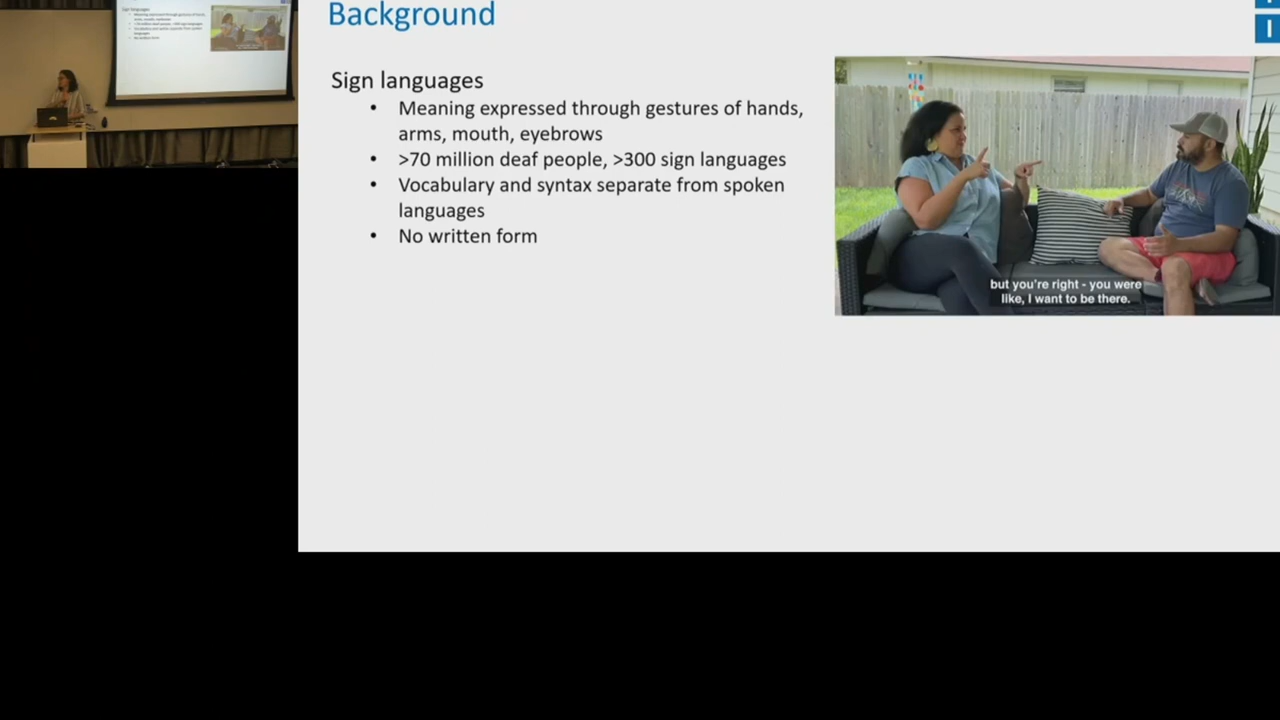 Background
Sign languages
• Meaning expressed through gestures of hands,
arms, mouth, eyebrows
• >70 million deaf people, >300 sign languages
• Vocabulary and syntax separate from spoken
languages
• No written form
but you're right - you were
like, I want to be there.